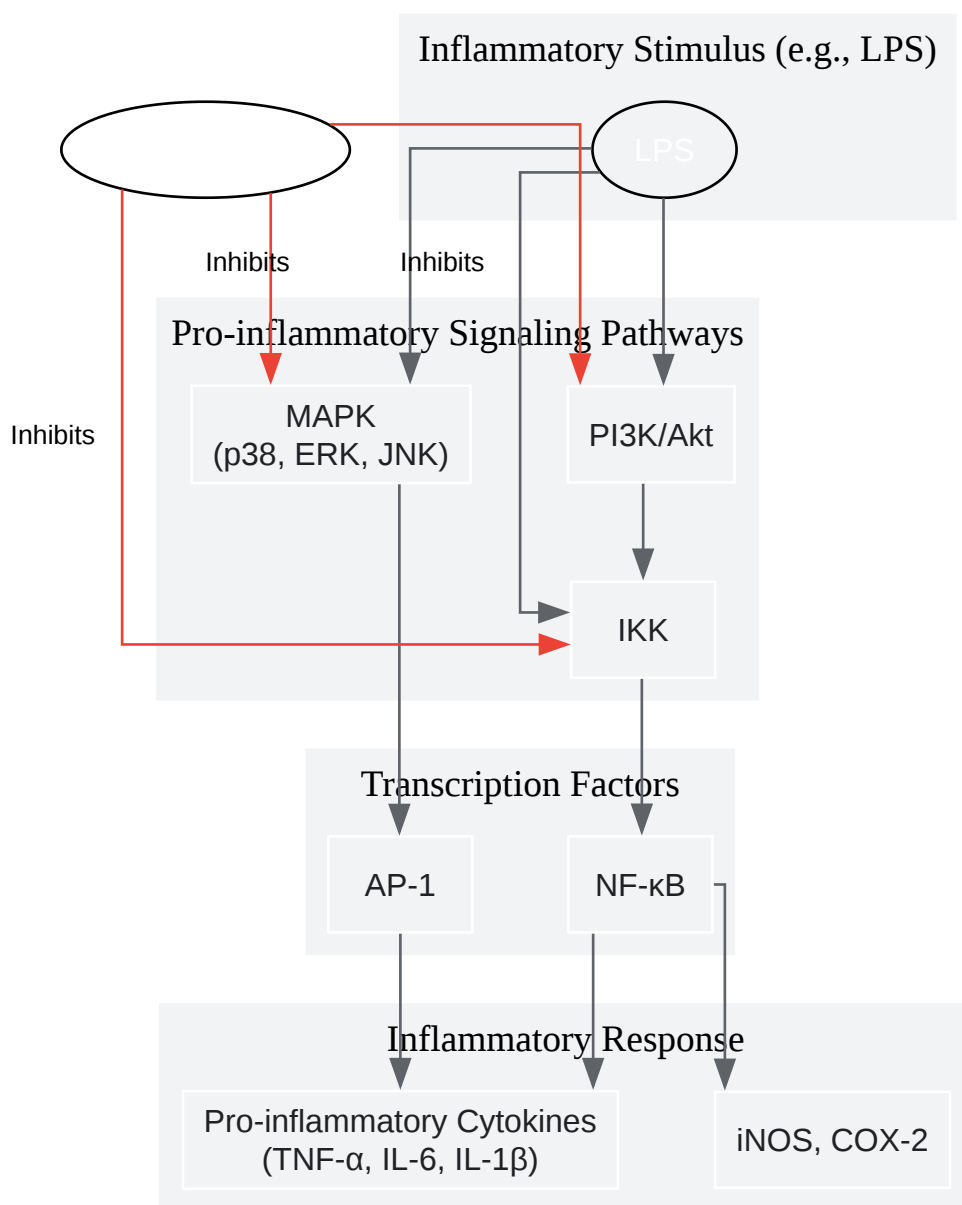 Inflammatory Stimulus (e.g., LPS)
LPS
Inhibits
Inhibits
Pro-inflammatory Signaling Pathways
MAPK
(p38, ERK, JNK)
PI3K/Akt
Inhibits
IKK
Transcription Factors
AP-1
NF-κB
Inflammatory Response
Pro-inflammatory Cytokines
(TNF-α, IL-6, IL-1β)
iNOS, COX-2